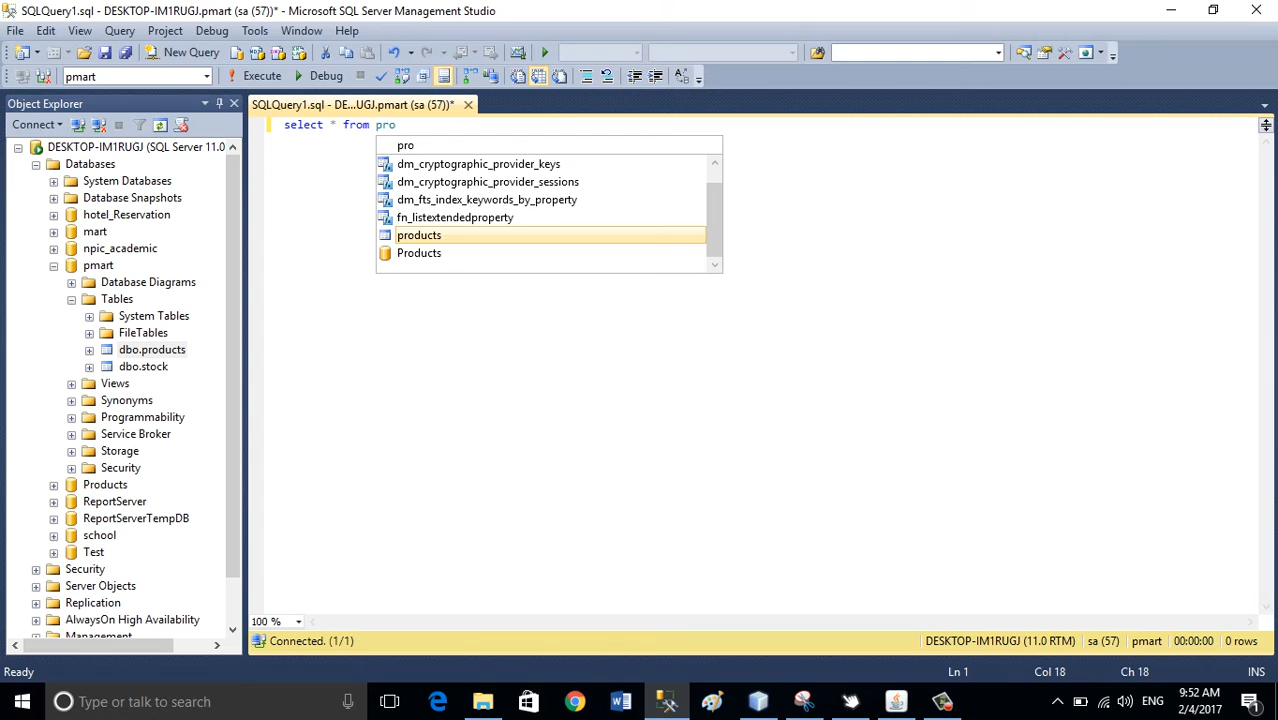 SQLQuery1.sql - DESKTOP-IM1RUGJ.pmart (sa (57))* - Microsoft SQL Server Management Studio
File Edit View Query Project Debug Tools Window Help
New Query
pmart Execute Debug
Object Explorer
SQLQuery1.sql - DE...UGJ.pmart (sa (57))*
Connect
select * from pro
DESKTOP-IM1RUGJ (SQL Server 11.0
Databases
System Databases
Database Snapshots
hotel_Reservation
mart
npic_academic
pmart
Database Diagrams
Tables
System Tables
FileTables
dbo.products
dbo.stock
Views
Synonyms
Programmability
Service Broker
Storage
Security
Products
ReportServer
ReportServerTempDB
school
Test
Security
Server Objects
Replication
AlwaysOn High Availability
Management
pro
dm_cryptographic_provider_keys
dm_cryptographic_provider_sessions
dm_fts_index_keywords_by_property
fn_listextendedproperty
products
Products
100 %
Connected. (1/1) DESKTOP-IM1RUGJ (11.0 RTM) sa (57) pmart 00:00:00 0 rows
Ready Ln 1 Col 18 Ch 18 INS
Type or talk to search
ENG
9:52 AM
2/4/2017